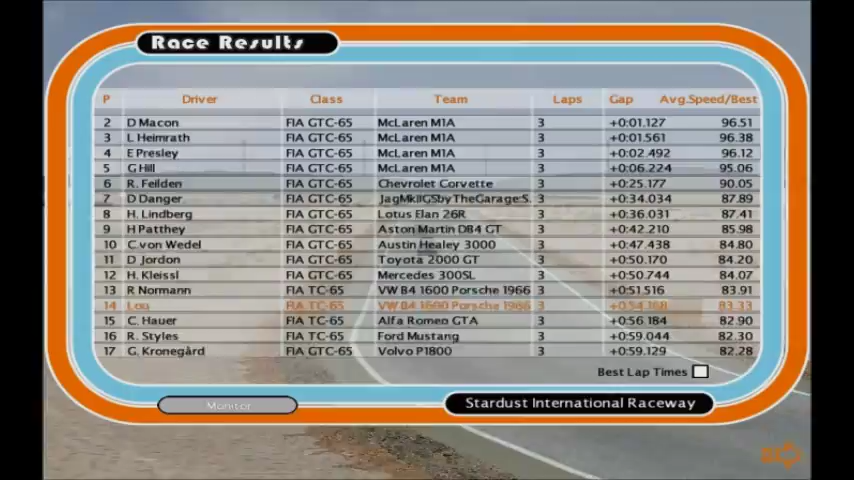 Race Results
P Driver Class Team Laps Gap Avg.Speed/Best
2 D Macon FIA GTC-65 McLaren M1A 3 +0:01.127 96.51
3 L Heimrath FIA GTC-65 McLaren M1A 3 +0:01.561 96.38
4 E Presley FIA GTC-65 McLaren M1A 3 +0:02.492 96.12
5 G Hill FIA GTC-65 McLaren M1A 3 +0:06.224 95.06
6 R. Feilden FIA GTC-65 Chevrolet Corvette 3 +0:25.177 90.05
7 D Danger FIA GTC-65 JagMkIIGSbyTheGarage:S. 3 +0:34.034 87.89
8 H. Lindberg FIA GTC-65 Lotus Elan 26R 3 +0:36.031 87.41
9 H Patthey FIA GTC-65 Aston Martin DB4 GT 3 +0:42.210 85.98
10 C.von Wedel FIA GTC-65 Austin Healey 3000 3 +0:47.438 84.80
11 D Jordon FIA GTC-65 Toyota 2000 GT 3 +0:50.170 84.20
12 H. Kleissl FIA GTC-65 Mercedes 300SL 3 +0:50.744 84.07
13 R Normann FIA TC-65 VW B4 1600 Porsche 1966 3 +0:51.516 83.91
14 Lou FIA TC-65 VW B4 1600 Porsche 1966 3 +0:54.168 83.33
15 C. Hauer FIA TC-65 Alfa Romeo GTA 3 +0:56.184 82.90
16 R. Styles FIA TC-65 Ford Mustang 3 +0:59.044 82.30
17 G. Kronegård FIA GTC-65 Volvo P1800 3 +0:59.129 82.28
Best Lap Times
Monitor
Stardust International Raceway